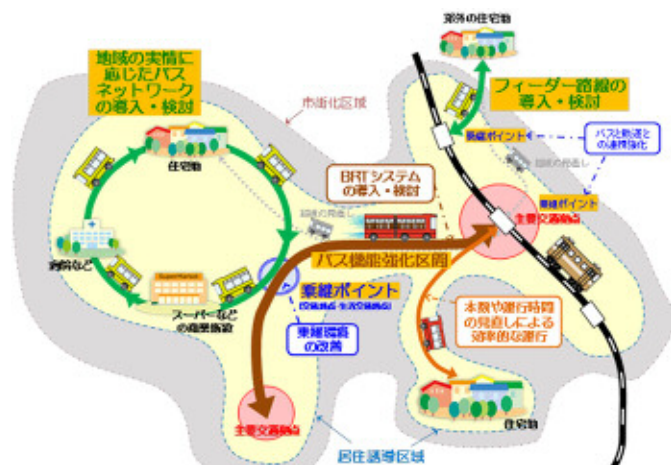 郊外の住宅地
地域の実情に
応じたバス
ネットワーク
の導入・検討
フィーダー路線の
導入・検討
市街化区域
乗継ポイント
バスと軌道と
の連携強化
住宅地
BRTシステム
の導入・検討
乗継ポイント
主要交通拠点
病院など
SuperMarket
スーパーなど
の商業施設
バス機能強化区間
乗継ポイント
乗継環境
の改善
本数や運行時間
の見直しによる
効率的な運行
主要交通拠点
住宅地
居住誘導区域